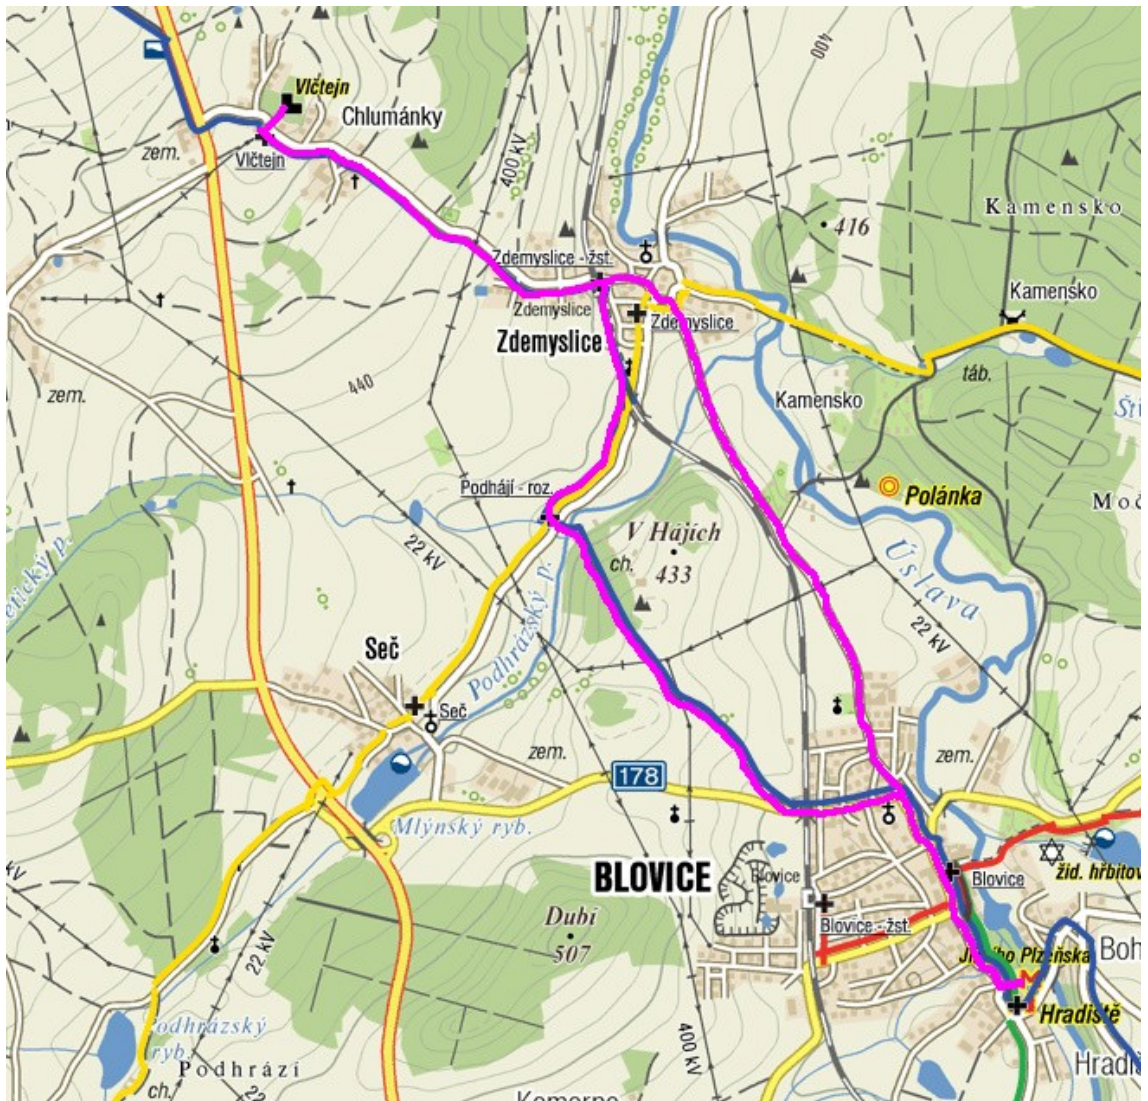 Vlčtejn
Chlumánky
400
zem.
Vlčtejn
400 kV
Kamensko
416
Zdemyslice - žst.
Kamensko
Zdemyslice
Zdemyslice
Zdemyslice
táb.
440
zem.
Kamensko
Podhájí - roz.
Polánka
V Hájích
433
ch.
22 kV
Úslava
22 kV
Podhrázský p.
Seč
Seč
zem.
zem.
178
Mlýnský ryb.
BLOVICE
Blovice
Blovice
žid. hřbitov
Dubí
507
Blovice - žst.
22 kV
Hradiště
Podhrázský
ryb.
Podhrází
400 kV
ch.